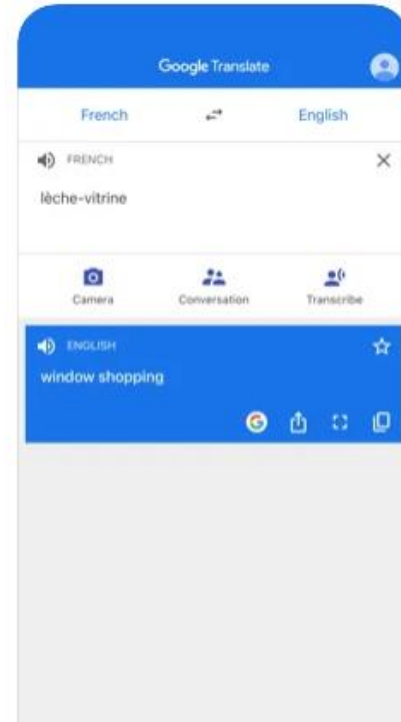 Google Translate
French English
FRENCH
lèche-vitrine
Camera Conversation Transcribe
ENGLISH
window shopping
G